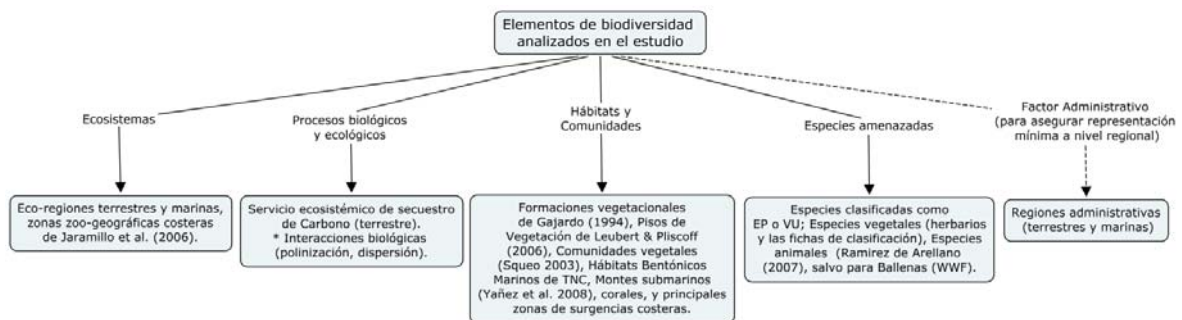 Elementos de biodiversidad
analizados en el estudio
Ecosistemas
Procesos biológicos
y ecológicos
Hábitats y
Comunidades
Especies amenazadas
Factor Administrativo
(para asegurar representación
mínima a nivel regional)
Eco-regiones terrestres y marinas,
zonas zoo-geográficas costeras
de Jaramillo et al. (2006).
Servicio ecosistémico de secuestro
de Carbono (terrestre).
* Interacciones biológicas
(polinización, dispersión).
Formaciones vegetacionales
de Gajardo (1994), Pisos de
Vegetación de Leubert & Pliscoff
(2006), Comunidades vegetales
(Squeo 2003), Hábitats Bentónicos
Marinos de TNC, Montes submarinos
(Yañez et al. 2008), corales, y principales
zonas de surgencias costeras.
Especies clasificadas como
EP o VU; Especies vegetales (herbarios
y las fichas de clasificación), Especies
animales (Ramirez de Arellano
(2007), salvo para Ballenas (WWF).
Regiones administrativas
(terrestres y marinas)